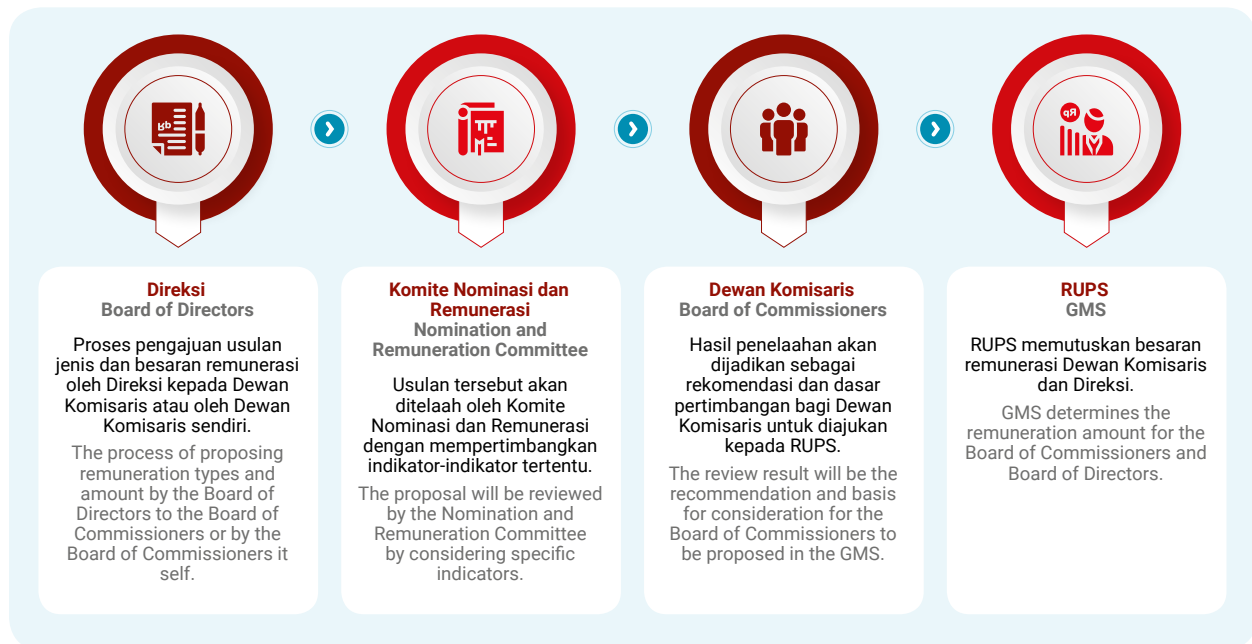 Direksi
Board of Directors
Proses pengajuan usulan
jenis dan besaran remunerasi
oleh Direksi kepada Dewan
Komisaris atau oleh Dewan
Komisaris sendiri.
The process of proposing
remuneration types and
amount by the Board of
Directors to the Board of
Commissioners or by the
Board of Commissioners it
self.
Komite Nominasi dan
Remunerasi
Nomination and
Remuneration Committee
Usulan tersebut akan
ditelaah oleh Komite
Nominasi dan Remunerasi
dengan mempertimbangkan
indikator-indikator tertentu.
The proposal will be reviewed
by the Nomination and
Remuneration Committee
by considering specific
indicators.
Dewan Komisaris
Board of Commissioners
Hasil penelaahan akan
dijadikan sebagai
rekomendasi dan dasar
pertimbangan bagi Dewan
Komisaris untuk diajukan
kepada RUPS.
The review result will be the
recommendation and basis
for consideration for the
Board of Commissioners to
be proposed in the GMS.
RUPS
GMS
RUPS memutuskan besaran
remunerasi Dewan Komisaris
dan Direksi.
GMS determines the
remuneration amount for the
Board of Commissioners and
Board of Directors.